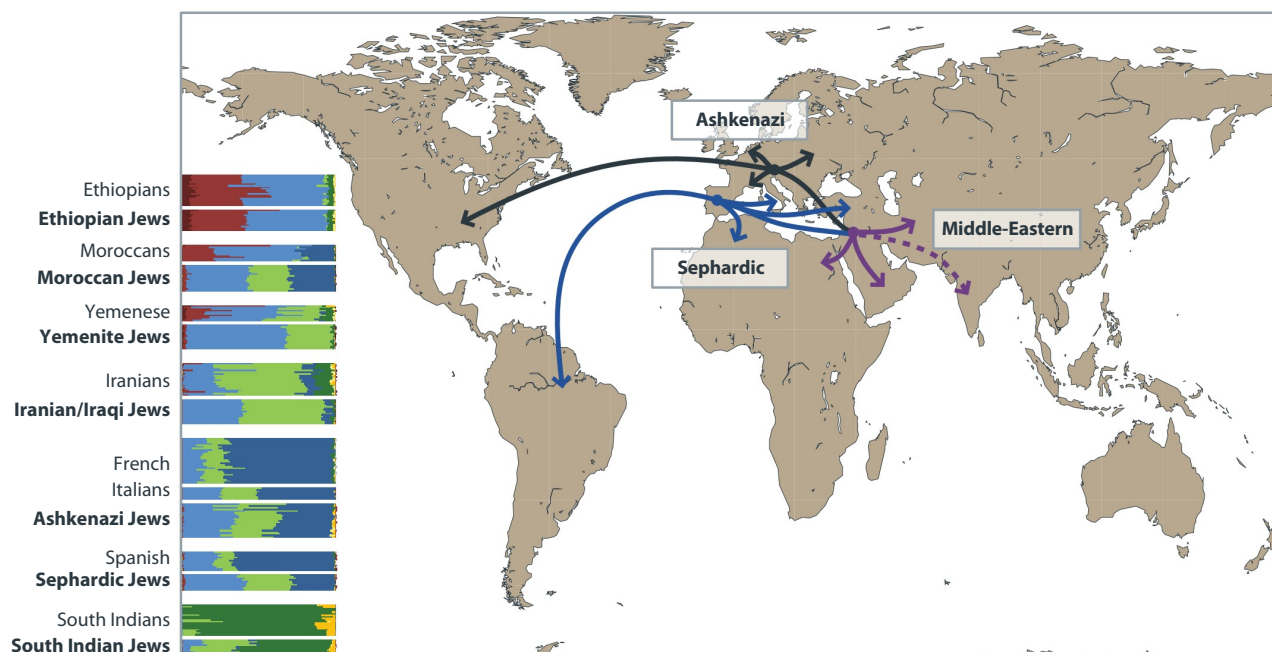 Ashkenazi
Middle-Eastern
Sephardic
Ethiopians
Ethiopian Jews
Moroccans
Moroccan Jews
Yemenese
Yemenite Jews
Iranians
Iranian/Iraqi Jews
French
Italians
Ashkenazi Jews
Spanish
Sephardic Jews
South Indians
South Indian Jews